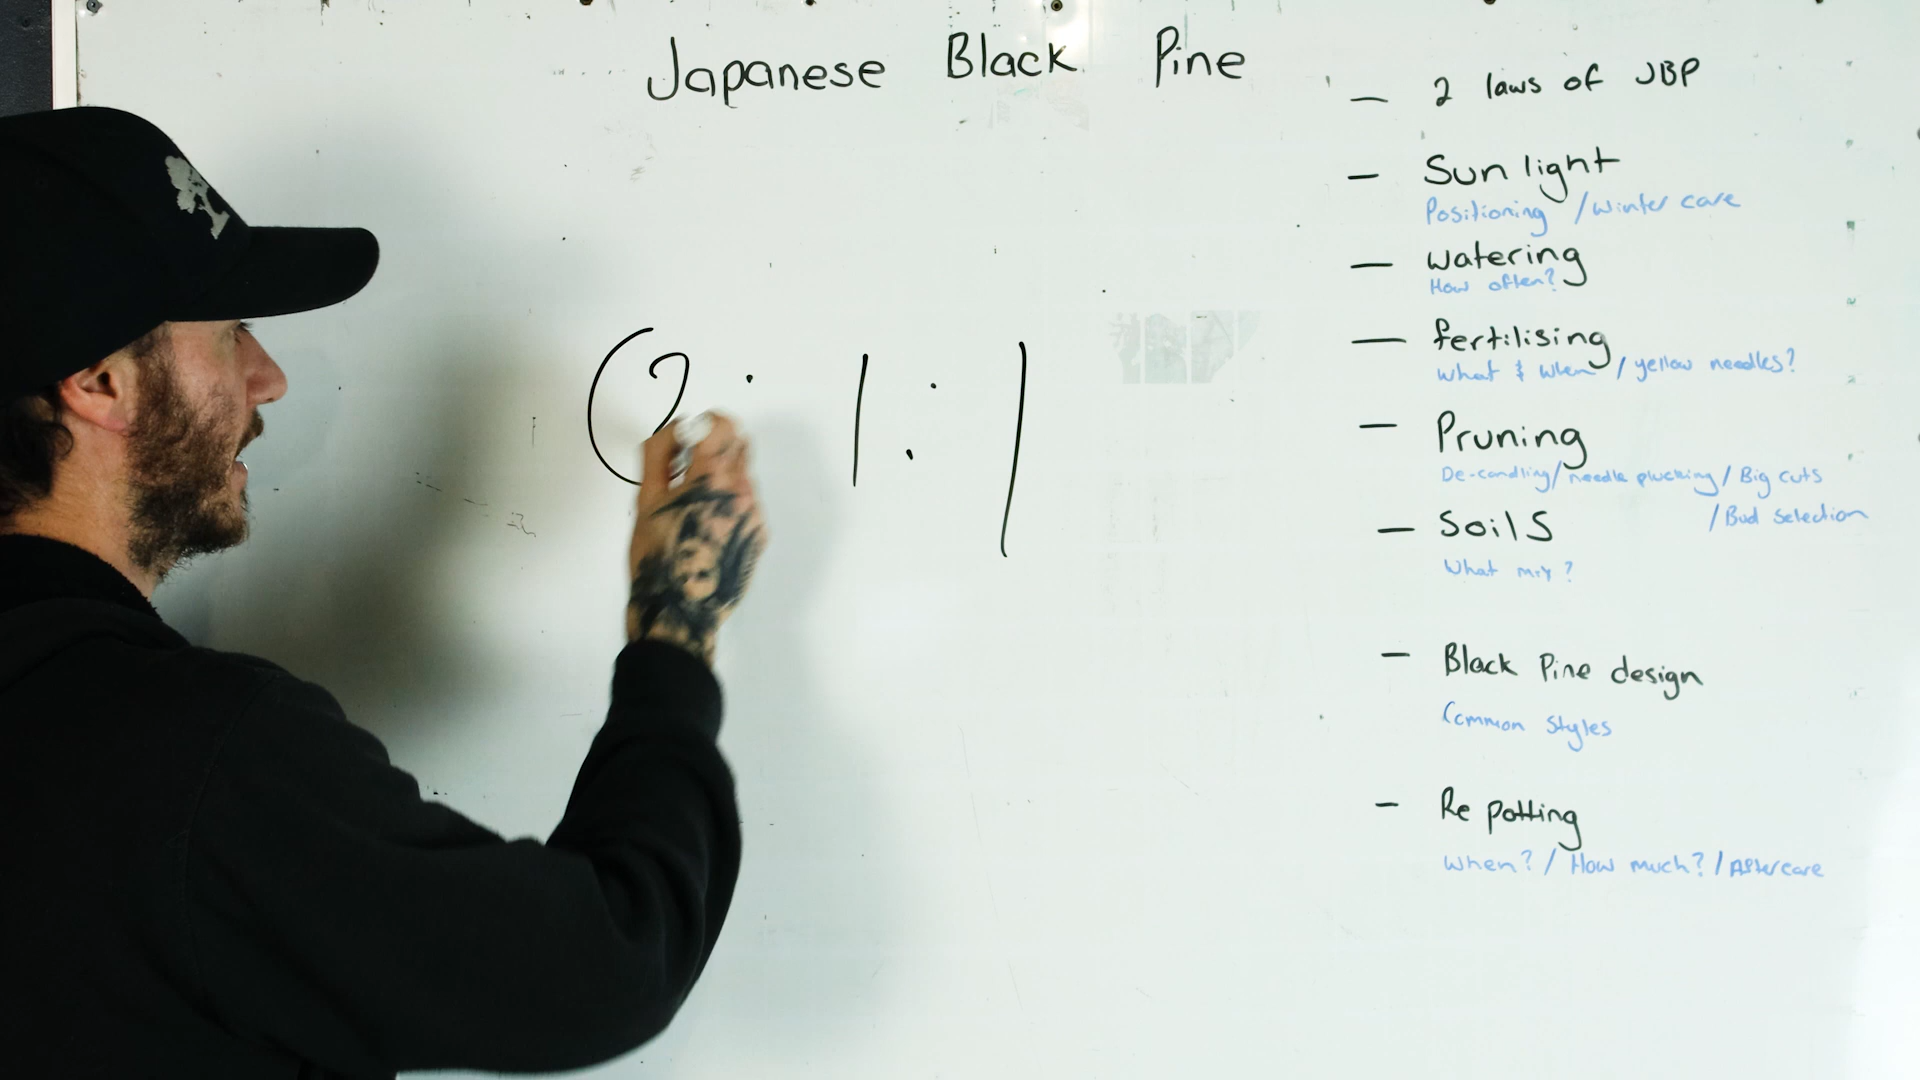 Japanese Black Pine
2 : 1 : 1
— 2 laws of JBP
— Sun light
Positioning / winter care
— watering
How often?
— fertilising
what & when / yellow needles?
— Pruning
De-candling / needle plucking / Big cuts
/ Bud selection
— Soils
What mix?
— Black Pine design
Common Styles
— Re potting
When? / How much? / Aftercare